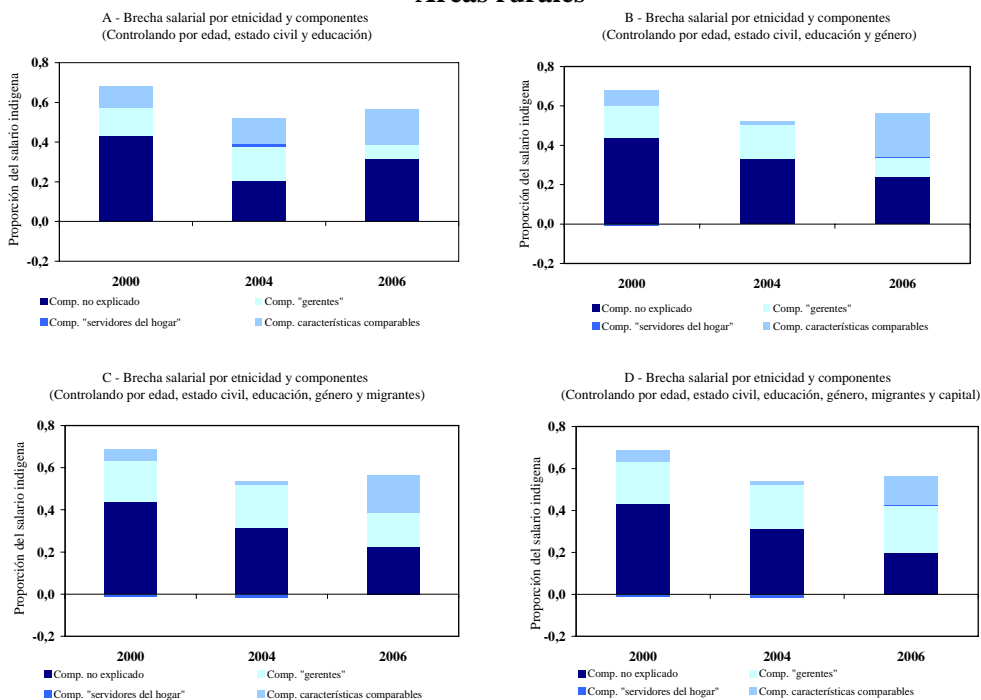 Áreas rurales
A - Brecha salarial por etnicidad y componentes
(Controlando por edad, estado civil y educación)
Proporción del salario indigena
0,8
0,6
0,4
0,2
0,0
-0,2
2000
2004
2006
Comp. no explicado
Comp. "gerentes"
Comp. "servidores del hogar"
Comp. características comparables
B - Brecha salarial por etnicidad y componentes
(Controlando por edad, estado civil, educación y género)
Proporción del salario indigena
0,8
0,6
0,4
0,2
0,0
-0,2
2000
2004
2006
Comp. no explicado
Comp. "gerentes"
Comp. "servidores del hogar"
Comp. características comparables
C - Brecha salarial por etnicidad y componentes
(Controlando por edad, estado civil, educación, género y migrantes)
Proporción del salario indigena
0,8
0,6
0,4
0,2
0,0
-0,2
2000
2004
2006
Comp. no explicado
Comp. "gerentes"
Comp. "servidores del hogar"
Comp. características comparables
D - Brecha salarial por etnicidad y componentes
(Controlando por edad, estado civil, educación, género, migrantes y capital)
Proporción del salario indigena
0,8
0,6
0,4
0,2
0,0
-0,2
2000
2004
2006
Comp. no explicado
Comp. "gerentes"
Comp. "servidores del hogar"
Comp. características comparables